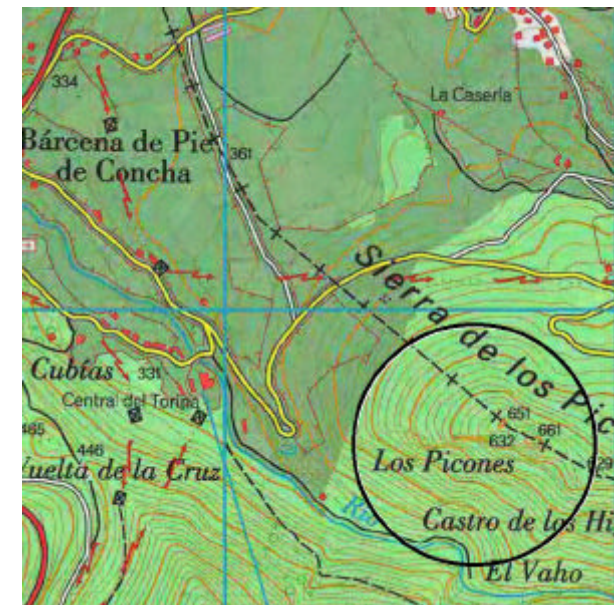 334
La Casería
Bárcena de Pie
de Concha
361
Sierra de los Pic
Cubías
331
Central del Torina
651
632
661
629
465
446
Vuelta de la Cruz
Los Picones
Río
Castro de los Hi
El Vaho